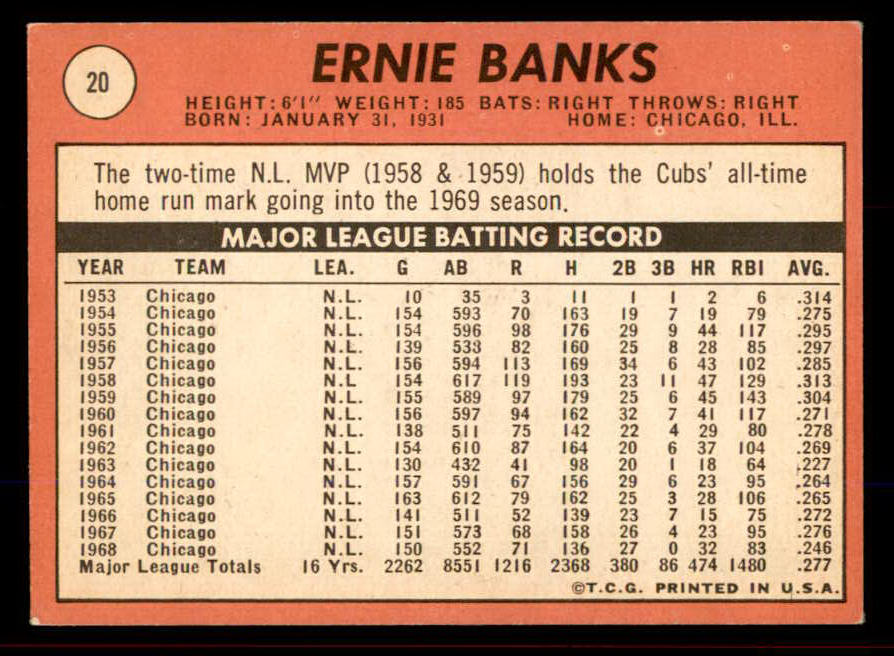 20
ERNIE BANKS
HEIGHT: 6'1" WEIGHT: 185 BATS: RIGHT THROWS: RIGHT
BORN: JANUARY 31, 1931 HOME: CHICAGO, ILL.
The two-time N.L. MVP (1958 & 1959) holds the Cubs' all-time
home run mark going into the 1969 season.
MAJOR LEAGUE BATTING RECORD
YEAR TEAM LEA. G AB R H 2B 3B HR RBI AVG.
1953 Chicago N.L. 10 35 3 11 1 1 2 6 .314
1954 Chicago N.L. 154 593 70 163 19 7 19 79 .275
1955 Chicago N.L. 154 596 98 176 29 9 44 117 .295
1956 Chicago N.L. 139 533 82 160 25 8 28 85 .297
1957 Chicago N.L. 156 594 113 169 34 6 43 102 .285
1958 Chicago N.L 154 617 119 193 23 11 47 129 .313
1959 Chicago N.L. 155 589 97 179 25 6 45 143 .304
1960 Chicago N.L. 156 597 94 162 32 7 41 117 .271
1961 Chicago N.L. 138 511 75 142 22 4 29 80 .278
1962 Chicago N.L. 154 610 87 164 20 6 37 104 .269
1963 Chicago N.L. 130 432 41 98 20 1 18 64 .227
1964 Chicago N.L. 157 591 67 156 29 6 23 95 .264
1965 Chicago N.L. 163 612 79 162 25 3 28 106 .265
1966 Chicago N.L. 141 511 52 139 23 7 15 75 .272
1967 Chicago N.L. 151 573 68 158 26 4 23 95 .276
1968 Chicago N.L. 150 552 71 136 27 0 32 83 .246
Major League Totals 16 Yrs. 2262 8551 1216 2368 380 86 474 1480 .277
©T.C.G. PRINTED IN U.S.A.